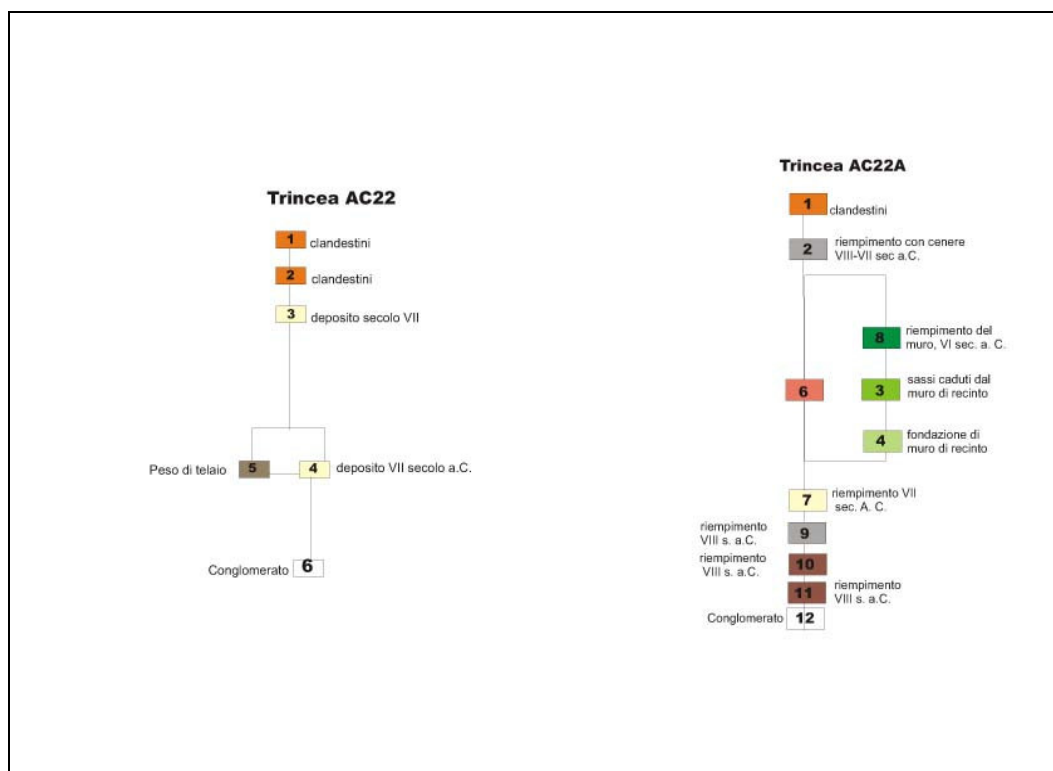 Trincea AC22
1
clandestini
2
clandestini
3
deposito secolo VII
Peso di telaio
5
4
deposito VII secolo a.C.
Conglomerato
6
Trincea AC22A
1
clandestini
2
riempimento con cenere
VIII-VII sec a.C.
8
riempimento del
muro, VI sec. a. C.
6
3
sassi caduti dal
muro di recinto
4
fondazione di
muro di recinto
7
riempimento VII
sec. A. C.
riempimento
VIII s. a.C.
9
riempimento
VIII s. a.C.
10
11
riempimento
VIII s. a.C.
Conglomerato
12